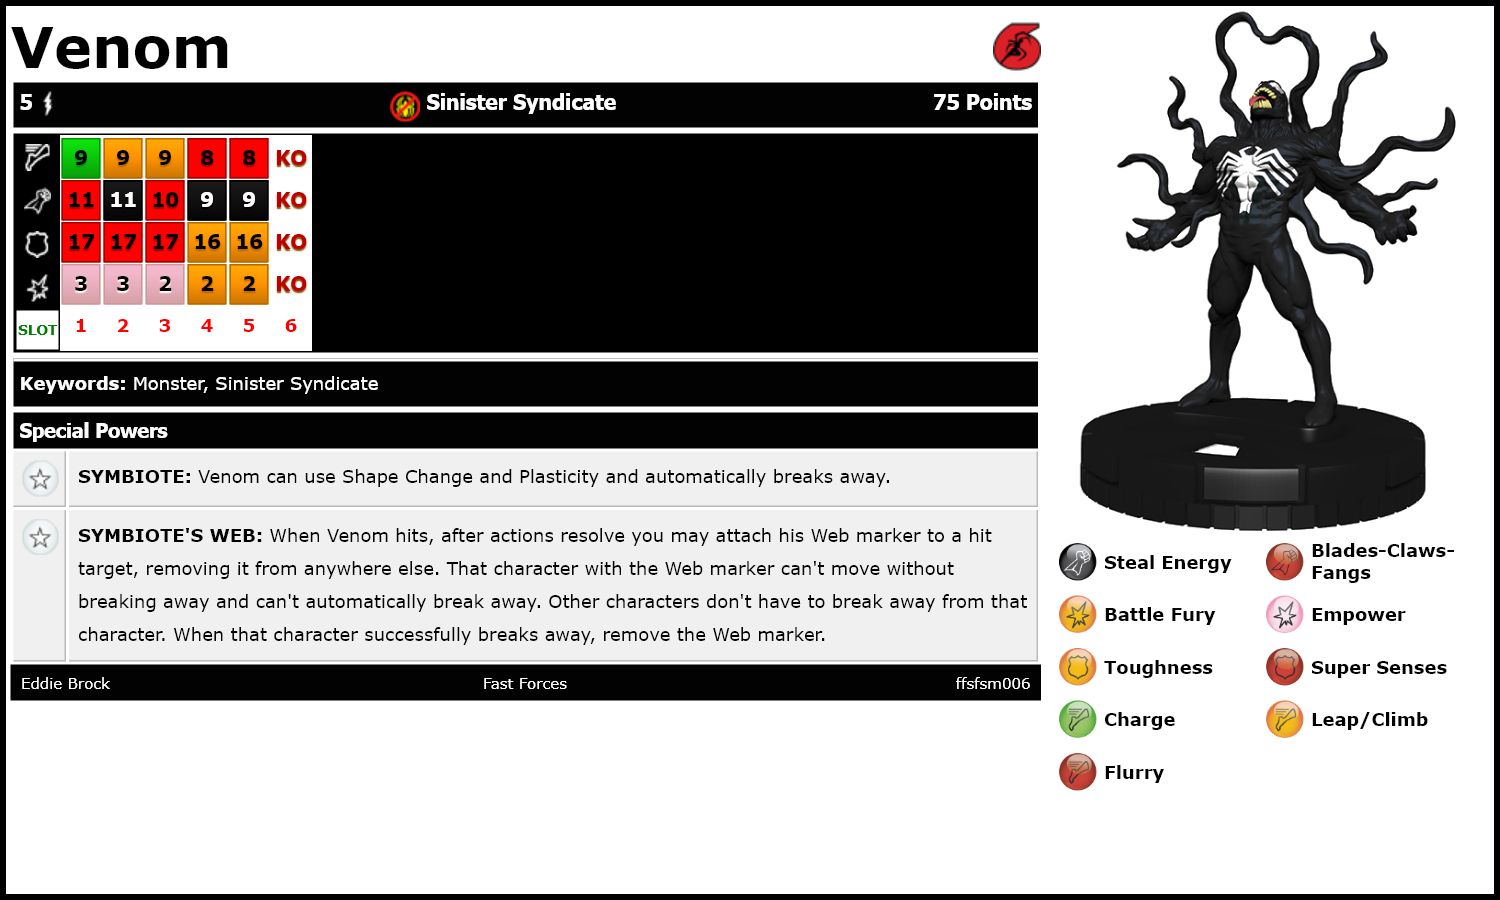 Venom
5 Sinister Syndicate 75 Points
9 9 9 8 8 KO
11 11 10 9 9 KO
17 17 17 16 16 KO
3 3 2 2 2 KO
SLOT 1 2 3 4 5 6
Keywords: Monster, Sinister Syndicate
Special Powers
SYMBIOTE: Venom can use Shape Change and Plasticity and automatically breaks away.
SYMBIOTE'S WEB: When Venom hits, after actions resolve you may attach his Web marker to a hit
target, removing it from anywhere else. That character with the Web marker can't move without
breaking away and can't automatically break away. Other characters don't have to break away from that
character. When that character successfully breaks away, remove the Web marker.
Eddie Brock Fast Forces ffsfsm006
Steal Energy
Blades-Claws-
Fangs
Battle Fury
Empower
Toughness
Super Senses
Charge
Leap/Climb
Flurry